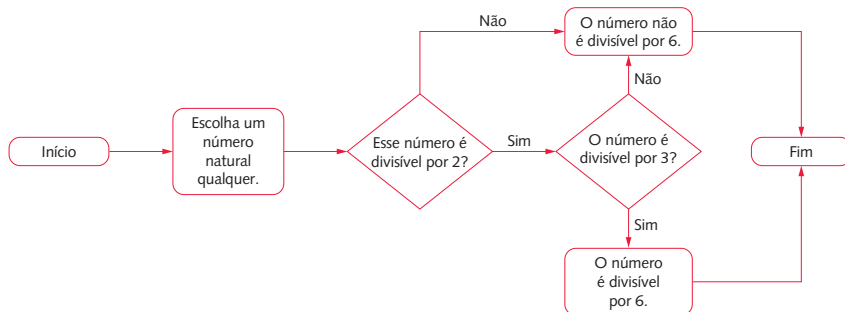 Início
Escolha um
número
natural
qualquer.
Esse número é
divisível por 2?
Não
Sim
O número não
é divisível por 6.
Não
O número é
divisível por 3?
Sim
O número
é divisível
por 6.
Fim